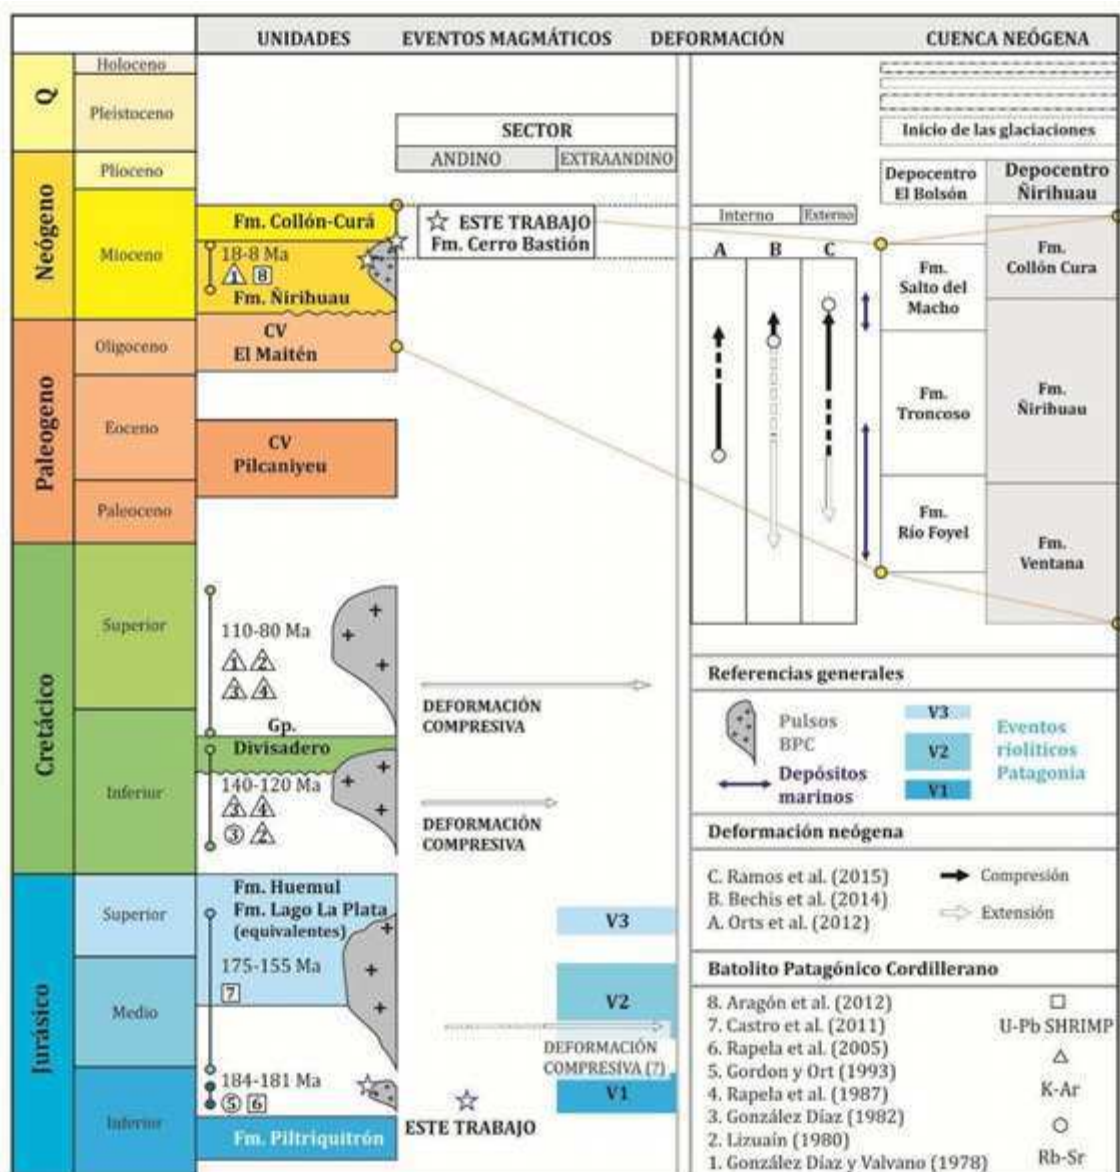 UNIDADES EVENTOS MAGMÁTICOS DEFORMACIÓN CUENCA NEÓGENA
Q
Holoceno
Pleistoceno
Neógeno
Plioceno
Mioceno
Paleogeno
Oligoceno
Eoceno
Paleoceno
Cretácico
Superior
Inferior
Jurásico
Superior
Medio
Inferior
Fm. Collón-Curá
18-8 Ma
1 8
Fm. Ñirihuau
CV
El Maitén
CV
Pilcaniyeu
110-80 Ma
1 2
3 4
Gp.
Divisadero
140-120 Ma
3 4
3 2
Fm. Huemul
Fm. Lago La Plata
(equivalentes)
175-155 Ma
7
184-181 Ma
5 6
Fm. Piltriquitrón
SECTOR
ANDINO EXTRAANDINO
ESTE TRABAJO
Fm. Cerro Bastión
DEFORMACIÓN
COMPRESIVA
DEFORMACIÓN
COMPRESIVA
V3
V2
DEFORMACIÓN
COMPRESIVA (?)
V1
ESTE TRABAJO
Interno Externo
A B C
Inicio de las glaciaciones
Depocentro
El Bolsón
Depocentro
Ñirihuau
Fm.
Salto del
Macho
Fm.
Troncoso
Fm.
Río Foyel
Fm.
Collón Cura
Fm.
Ñirihuau
Fm.
Ventana
Referencias generales
Pulsos
BPC
Depósitos
marinos
V3
V2
V1
Eventos
riolíticos
Patagonia
Deformación neógena
C. Ramos et al. (2015)
B. Bechis et al. (2014)
A. Orts et al. (2012)
Compresión
Extensión
Batolito Patagónico Cordillerano
8. Aragón et al. (2012)
7. Castro et al. (2011)
6. Rapela et al. (2005)
5. Gordon y Ort (1993)
4. Rapela et al. (1987)
3. González Díaz (1982)
2. Lizuaín (1980)
1. González Díaz y Valvano (1978)
U-Pb SHRIMP
K-Ar
Rb-Sr